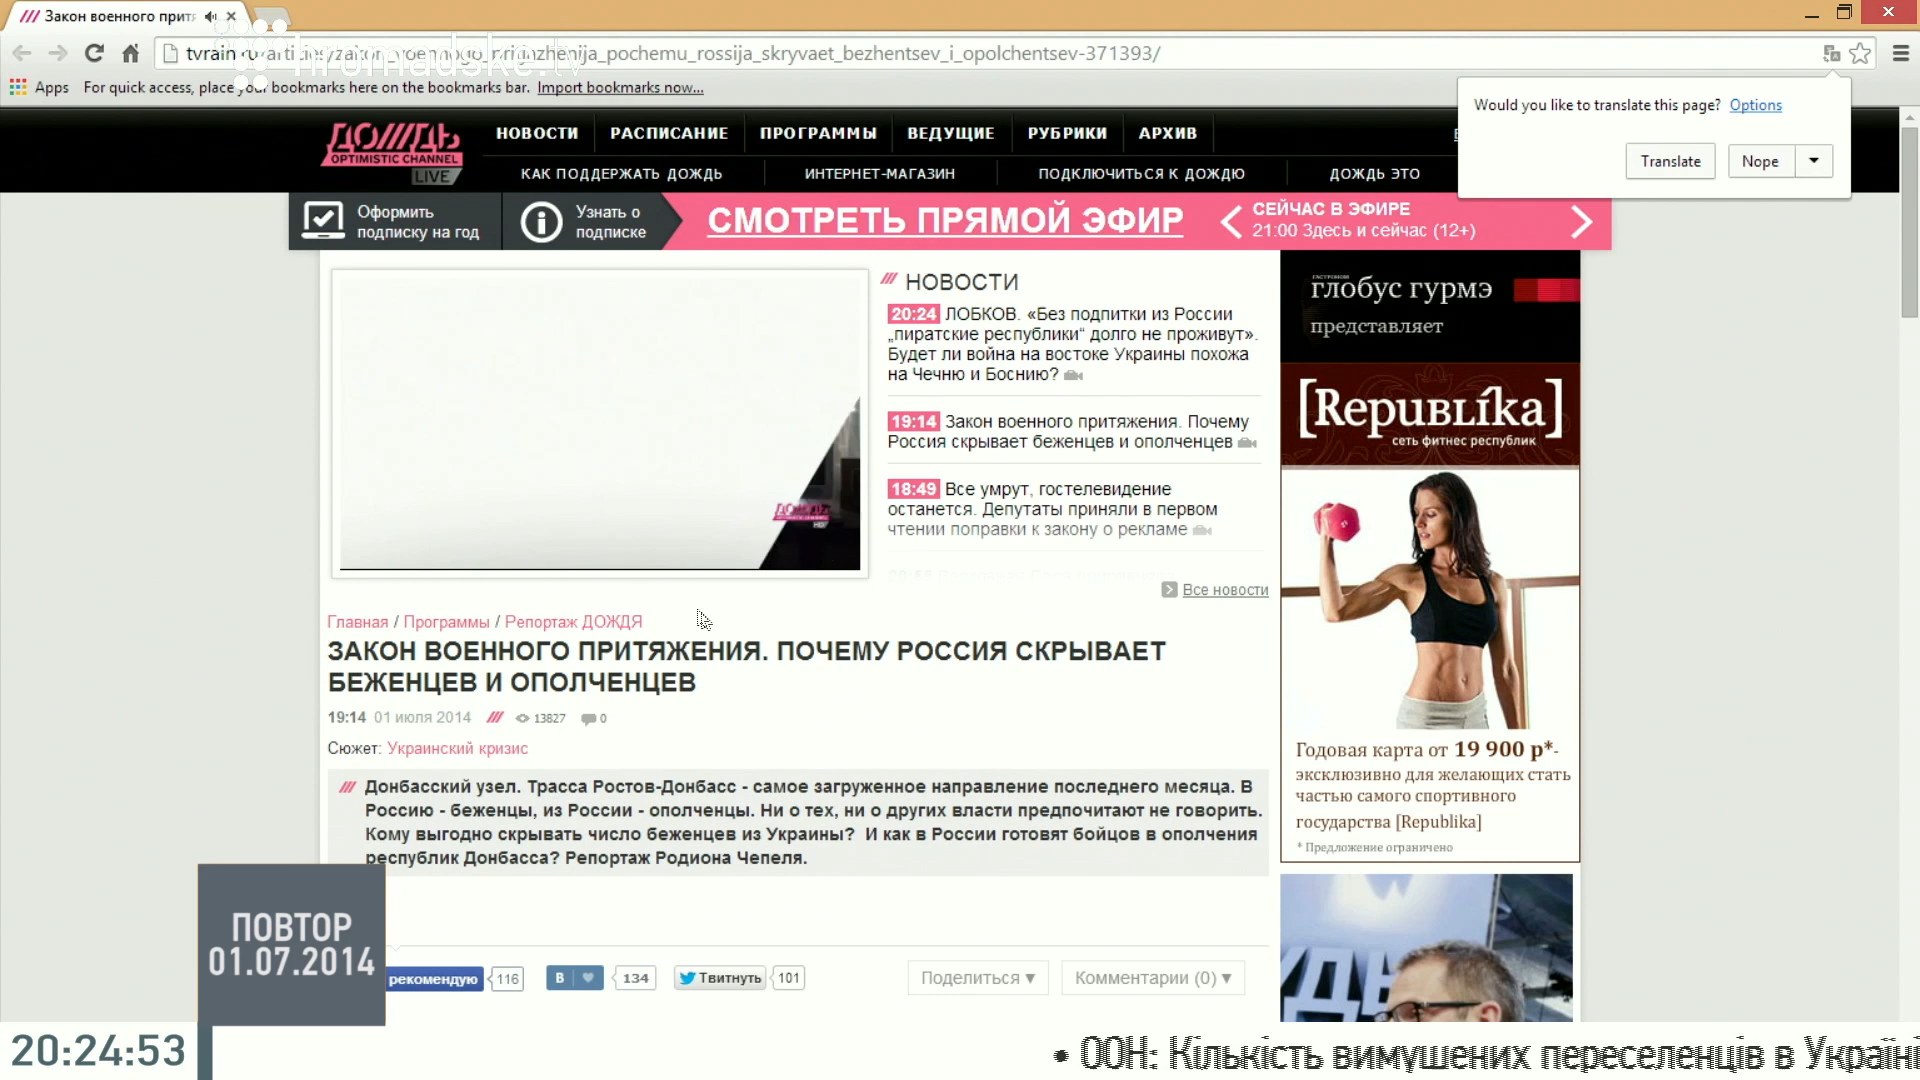 Закон военного притя
hromadske.tv
Apps For quick access, place your bookmarks here on the bookmarks bar. Import bookmarks now...
Would you like to translate this page? Options
Translate
Nope
ДОЖДЬ
OPTIMISTIC CHANNEL
LIVE
НОВОСТИ РАСПИСАНИЕ ПРОГРАММЫ ВЕДУЩИЕ РУБРИКИ АРХИВ
КАК ПОДДЕРЖАТЬ ДОЖДЬ ИНТЕРНЕТ-МАГАЗИН ПОДКЛЮЧИТЬСЯ К ДОЖДЮ ДОЖДЬ ЭТО
Оформить
подписку на год
Узнать о
подписке
СМОТРЕТЬ ПРЯМОЙ ЭФИР
СЕЙЧАС В ЭФИРЕ
21:00 Здесь и сейчас (12+)
ДОЖДЬ
НОВОСТИ
20:24 ЛОБКОВ. «Без подпитки из России
„пиратские республики“ долго не проживут».
Будет ли война на востоке Украины похожа
на Чечню и Боснию?
19:14 Закон военного притяжения. Почему
Россия скрывает беженцев и ополченцев
18:49 Все умрут, гостелевидение
останется. Депутаты приняли в первом
чтении поправки к закону о рекламе
Все новости
глобус гурмэ
представляет
[Republika]
сеть фитнес республик
Годовая карта от 19 900 р*-
эксклюзивно для желающих стать
частью самого спортивного
государства [Republika]
* Предложение ограничено
Главная / Программы / Репортаж ДОЖДЯ
ЗАКОН ВОЕННОГО ПРИТЯЖЕНИЯ. ПОЧЕМУ РОССИЯ СКРЫВАЕТ
БЕЖЕНЦЕВ И ОПОЛЧЕНЦЕВ
19:14 01 июля 2014 13827 0
Сюжет: Украинский кризис
Донбасский узел. Трасса Ростов-Донбасс - самое загруженное направление последнего месяца. В
Россию - беженцы, из России - ополченцы. Ни о тех, ни о других власти предпочитают не говорить.
Кому выгодно скрывать число беженцев из Украины? И как в России готовят бойцов в ополчения
республик Донбасса? Репортаж Родиона Чепеля.
рекомендую 116
В 134
Твитнуть 101
Поделиться ▼
Комментарии (0) ▼
ПОВТОР
01.07.2014
20:24:53
• ООН: Кількість вимушених переселенців в Україні